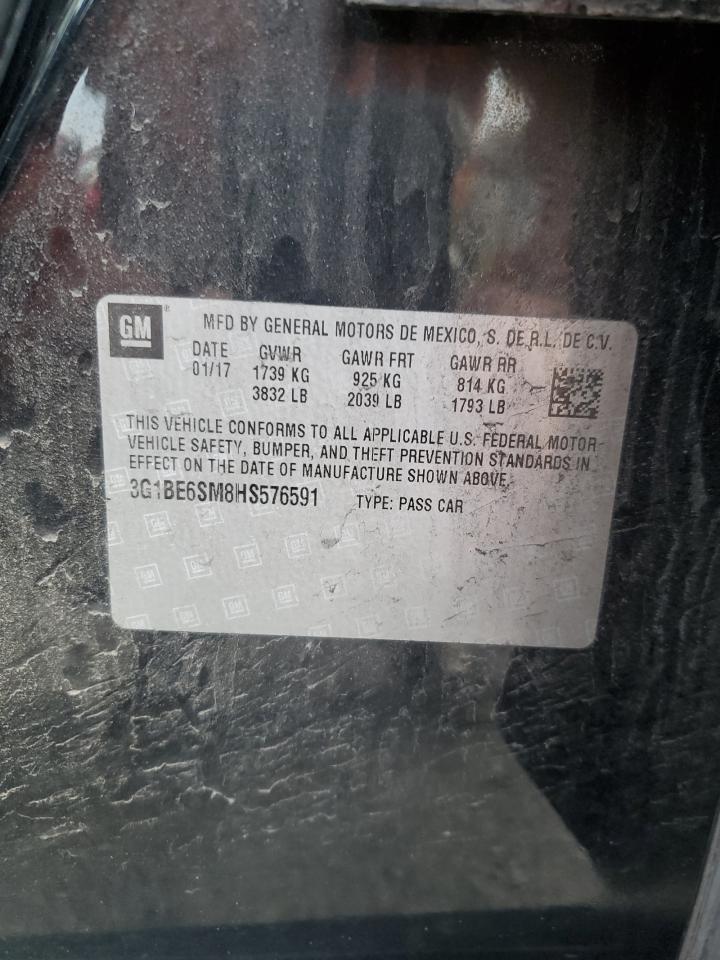 GM® MFD BY GENERAL MOTORS DE MEXICO, S. DE R.L. DE C.V.
DATE GVWR GAWR FRT GAWR RR
01/17 1739 KG 925 KG 814 KG
3832 LB 2039 LB 1793 LB
THIS VEHICLE CONFORMS TO ALL APPLICABLE U.S. FEDERAL MOTOR
VEHICLE SAFETY, BUMPER, AND THEFT PREVENTION STANDARDS IN
EFFECT ON THE DATE OF MANUFACTURE SHOWN ABOVE.
3G1BE6SM8HS576591 TYPE: PASS CAR